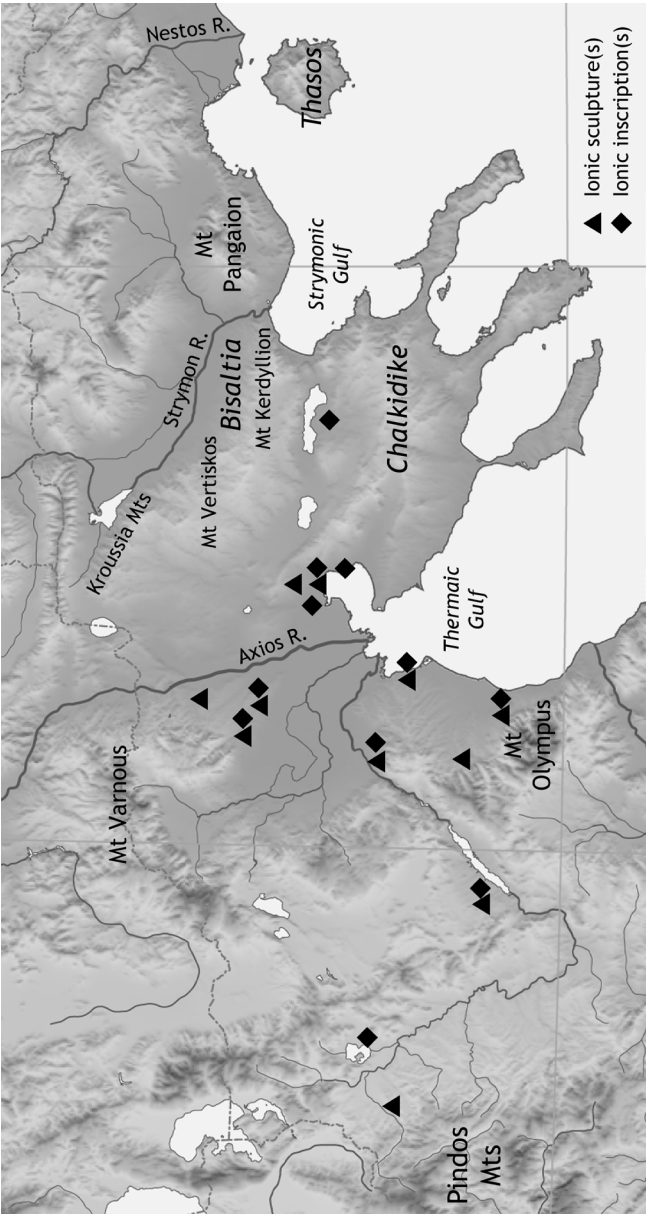 Nestos R.
Thasos
Mt
Pangaion
Strymonic
Gulf
Strymon R.
Bisaltia
Mt Kerdyllion
Mt Vertiskos
Chalkidike
Kroussia Mts
Axios R.
Thermaic
Gulf
Mt Varnous
Mt
Olympus
Pindos
Mts
Ionic sculpture(s)
Ionic inscription(s)